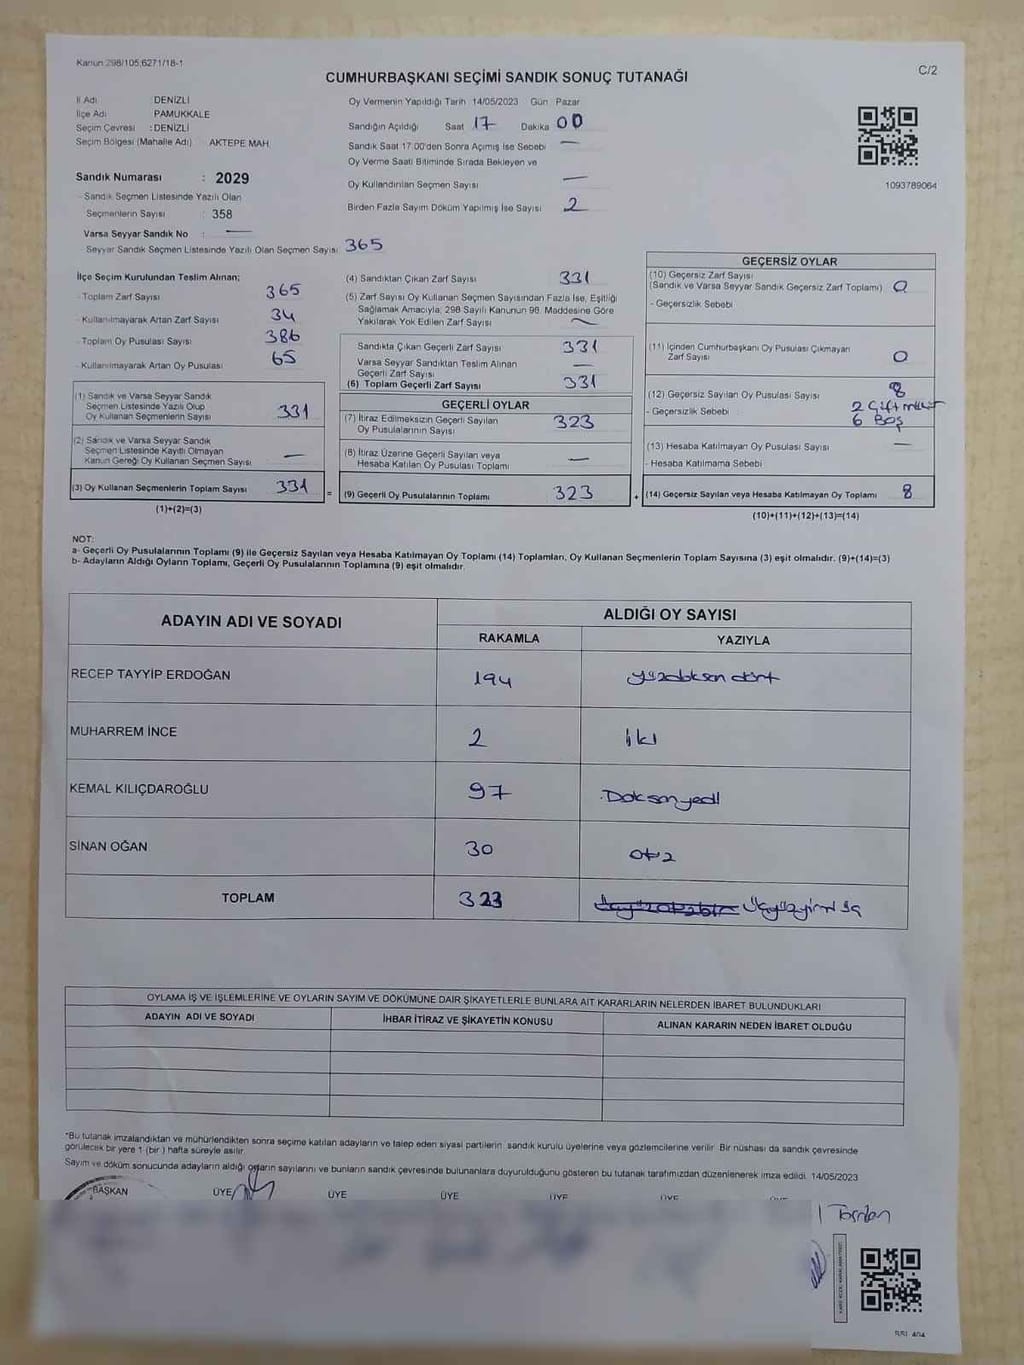 Kanun 298/105;6271/18-1
CUMHURBAŞKANI SEÇİMİ SANDIK SONUÇ TUTANAĞI
C/2
İl Adı DENİZLİ
İlçe Adı PAMUKKALE
Seçim Çevresi : DENİZLİ
Seçim Bölgesi (Mahalle Adı) AKTEPE MAH.
Sandık Numarası : 2029
- Sandık Seçmen Listesinde Yazılı Olan
Seçmenlerin Sayısı : 358
Varsa Seyyar Sandık No : —
Seyyar Sandık Seçmen Listesinde Yazılı Olan Seçmen Sayısı 365
Oy Vermenin Yapıldığı Tarih 14/05/2023 Gün Pazar
Sandığın Açıldığı Saat 17 Dakika 00
Sandık Saat 17.00'den Sonra Açımış İse Sebebi —
Oy Verme Saati Bitiminde Sırada Bekleyen ve
Oy Kullandırılan Seçmen Sayısı —
Birden Fazla Sayım Döküm Yapılmış İse Sayısı 2
1093789064
İlçe Seçim Kurulundan Teslim Alınan;
- Toplam Zarf Sayısı 365
- Kullanılmayarak Artan Zarf Sayısı 34
- Toplam Oy Pusulası Sayısı 386
- Kullanılmayarak Artan Oy Pusulası 65
(1) Sandık ve Varsa Seyyar Sandık
Seçmen Listesinde Yazılı Olup
Oy Kullanan Seçmenlerin Sayısı 331
(2) Sandık ve Varsa Seyyar Sandık
Seçmen Listesinde Kayıtlı Olmayan
Kanun Gereği Oy Kullanan Seçmen Sayısı —
(3) Oy Kullanan Seçmenlerin Toplam Sayısı 331
(1)+(2)=(3)
(4) Sandıktan Çıkan Zarf Sayısı 331
(5) Zarf Sayısı Oy Kullanan Seçmen Sayısından Fazla İse, Eşitliği
Sağlamak Amacıyla, 298 Sayılı Kanunun 98. Maddesine Göre
Yakılarak Yok Edilen Zarf Sayısı —
Sandıkta Çıkan Geçerli Zarf Sayısı 331
Varsa Seyyar Sandıktan Teslim Alınan
Geçerli Zarf Sayısı —
(6) Toplam Geçerli Zarf Sayısı 331
GEÇERLİ OYLAR
(7) İtiraz Edilmeksizin Geçerli Sayılan
Oy Pusulalarının Sayısı 323
(8) İtiraz Üzerine Geçerli Sayılan veya
Hesaba Katılan Oy Pusulası Toplamı —
= (9) Geçerli Oy Pusulalarının Toplamı 323
GEÇERSİZ OYLAR
(10) Geçersiz Zarf Sayısı
(Sandık ve Varsa Seyyar Sandık Geçersiz Zarf Toplamı) 0
- Geçersizlik Sebebi
(11) İçinden Cumhurbaşkanı Oy Pusulası Çıkmayan
Zarf Sayısı 0
(12) Geçersiz Sayılan Oy Pusulası Sayısı 8
- Geçersizlik Sebebi : 2 Çift mühür
6 Boş
(13) Hesaba Katılmayan Oy Pusulası Sayısı —
- Hesaba Katılmama Sebebi
+ (14) Geçersiz Sayılan veya Hesaba Katılmayan Oy Toplamı 8
(10)+(11)+(12)+(13)=(14)
NOT:
a- Geçerli Oy Pusulalarının Toplamı (9) ile Geçersiz Sayılan veya Hesaba Katılmayan Oy Toplamı (14) Toplamları, Oy Kullanan Seçmenlerin Toplam Sayısına (3) eşit olmalıdır. (9)+(14)=(3)
b- Adayların Aldığı Oyların Toplamı, Geçerli Oy Pusulalarının Toplamına (9) eşit olmalıdır.
ADAYIN ADI VE SOYADI
ALDIĞI OY SAYISI
RAKAMLA YAZIYLA
RECEP TAYYİP ERDOĞAN 194 dört
MUHARREM İNCE 2 iki
KEMAL KILIÇDAROĞLU 97 Doksanyedi
SİNAN OĞAN 30 otuz
TOPLAM 323 Üçyüzyirmi üç
OYLAMA İŞ VE İŞLEMLERİNE VE OYLARIN SAYIM VE DÖKÜMÜNE DAİR ŞİKAYETLERLE BUNLARA AİT KARARLARIN NELERDEN İBARET BULUNDUKLARI
ADAYIN ADI VE SOYADI İHBAR İTİRAZ VE ŞİKAYETİN KONUSU ALINAN KARARIN NEDEN İBARET OLDUĞU
*Bu tutanak imzalandıktan ve mühürlendikten sonra seçime katılan adayların ve talep eden siyasi partilerin sandık kurulu üyelerine veya gözlemcilerine verilir. Bir nüshası da sandık çevresinde
görülecek bir yere 1 (bir ) hafta süreyle asılır.
Sayım ve döküm sonucunda adayların aldığı oyların sayılarını ve bunların sandık çevresinde bulunanlara duyurulduğunu gösteren bu tutanak tarafımızdan düzenlenerek imza edildi. 14/05/2023
BAŞKAN ÜYE ÜYE ÜYE ÜYE ÜYE ÜYE